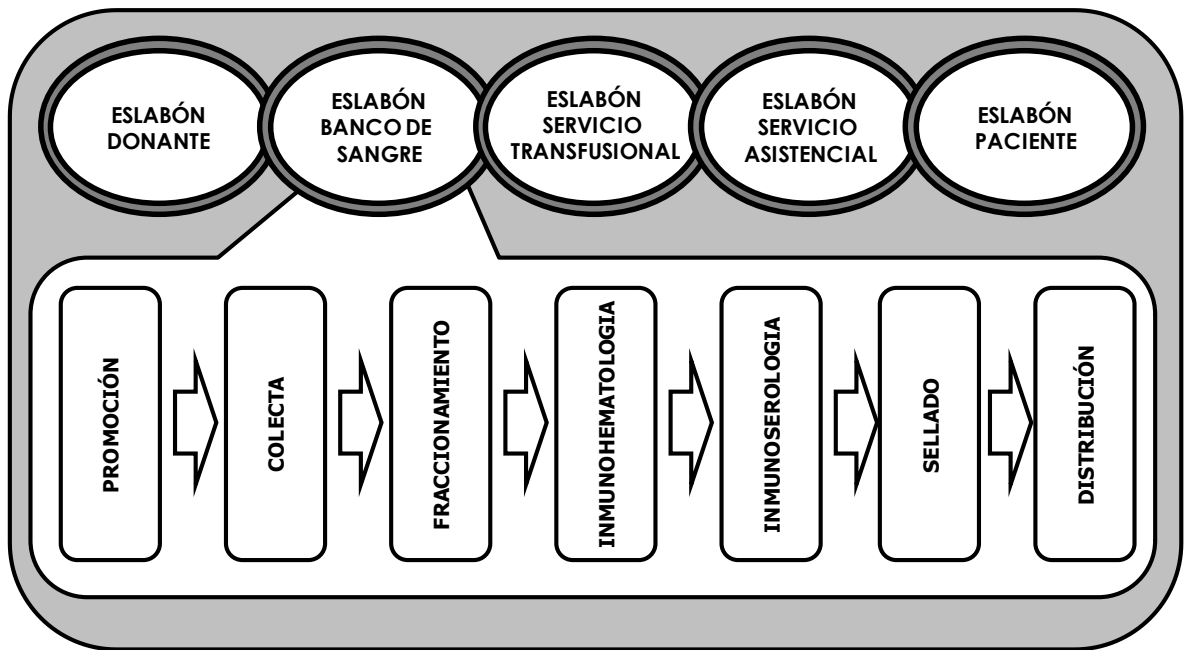 ESLABÓN
DONANTE
ESLABÓN
BANCO DE
SANGRE
ESLABÓN
SERVICIO
TRANSFUSIONAL
ESLABÓN
SERVICIO
ASISTENCIAL
ESLABÓN
PACIENTE
PROMOCIÓN
COLECTA
FRACCIONAMIENTO
INMUNOHEMATOLOGIA
INMUNOSEROLOGIA
SELLADO
DISTRIBUCIÓN